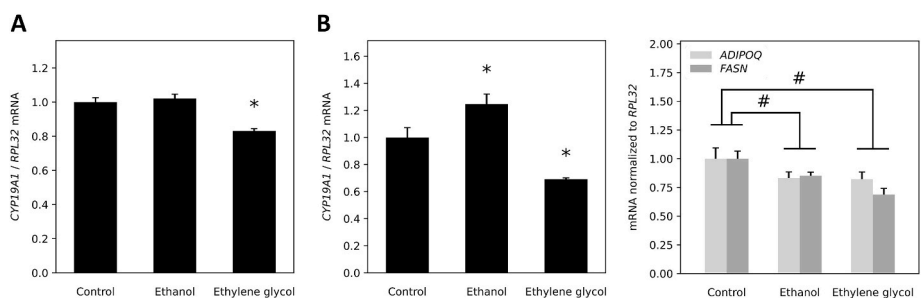 A
CYP19A1 / RPL32 mRNA
1.2
1.0
0.8
0.6
0.4
0.2
0.0
*
Control
Ethanol
Ethylene glycol
B
CYP19A1 / RPL32 mRNA
1.6
1.4
1.2
1.0
0.8
0.6
0.4
0.2
0.0
*
*
Control
Ethanol
Ethylene glycol
mRNA normalized to RPL32
2.00
1.75
1.50
1.25
1.00
0.75
0.50
0.25
0.00
ADIPOQ
FASN
#
#
Control
Ethanol
Ethylene glycol